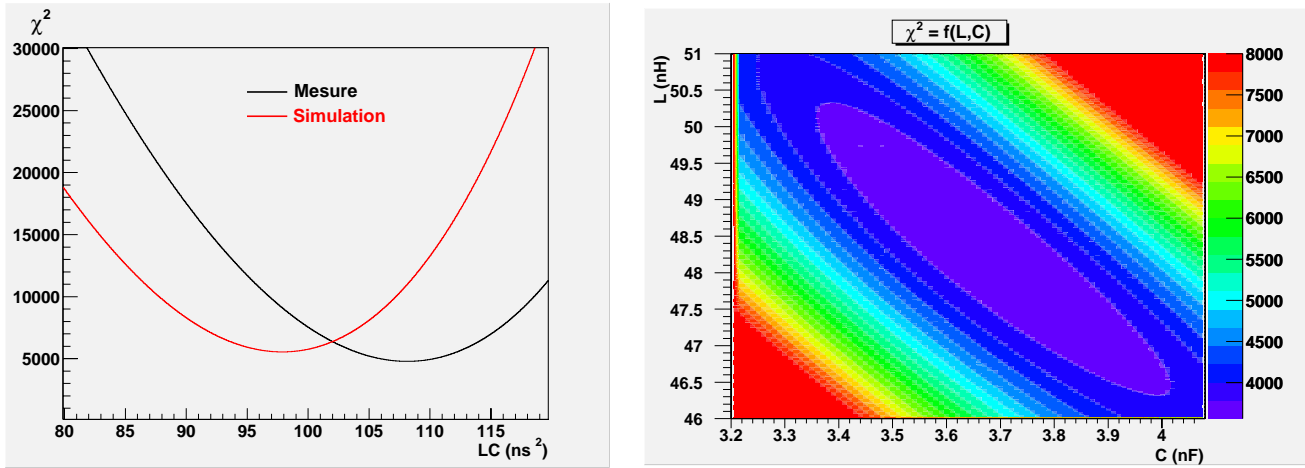 χ²
30000
25000
20000
15000
10000
5000
Mesure
Simulation
80 85 90 95 100 105 110 115
LC (ns²)
χ² = f(L,C)
L (nH)
51
50.5
50
49.5
49
48.5
48
47.5
47
46.5
46
3.2 3.3 3.4 3.5 3.6 3.7 3.8 3.9 4
C (nF)
8000
7500
7000
6500
6000
5500
5000
4500
4000